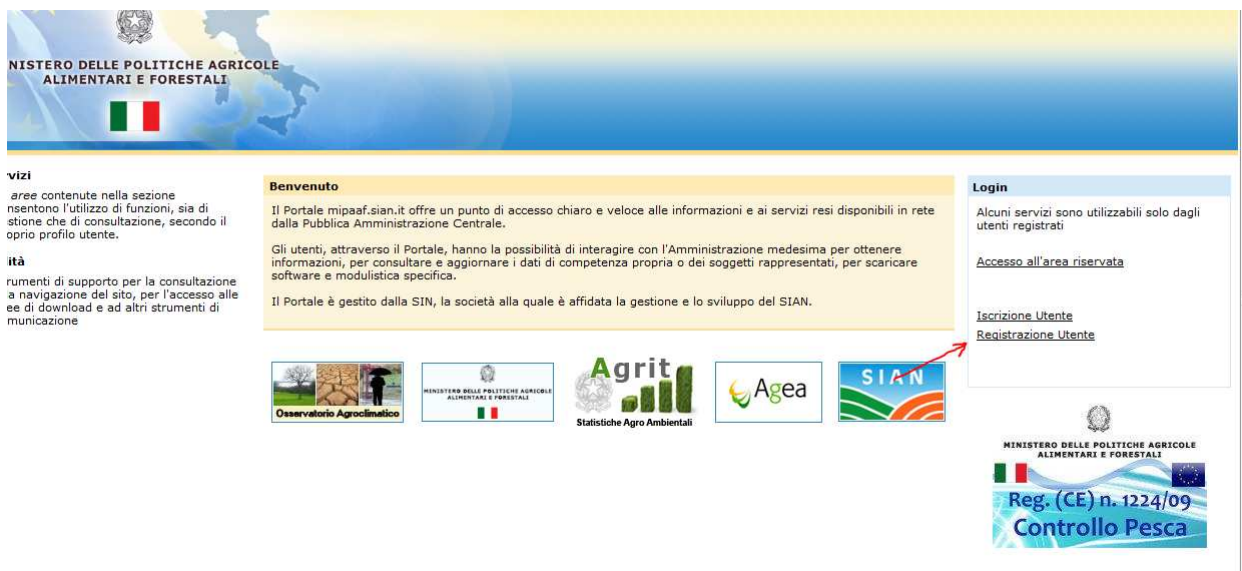 NISTERO DELLE POLITICHE AGRICOLE
ALIMENTARI E FORESTALI
vizi
aree contenute nella sezione
nsentono l'utilizzo di funzioni, sia di
stione che di consultazione, secondo il
oprio profilo utente.
ità
rumenti di supporto per la consultazione
a navigazione del sito, per l'accesso alle
ee di download e ad altri strumenti di
municazione
Benvenuto
Il Portale mipaaf.sian.it offre un punto di accesso chiaro e veloce alle informazioni e ai servizi resi disponibili in rete
dalla Pubblica Amministrazione Centrale.
Gli utenti, attraverso il Portale, hanno la possibilità di interagire con l'Amministrazione medesima per ottenere
informazioni, per consultare e aggiornare i dati di competenza propria o dei soggetti rappresentati, per scaricare
software e modulistica specifica.
Il Portale è gestito dalla SIN, la società alla quale è affidata la gestione e lo sviluppo del SIAN.
Osservatorio Agroclimatico
MINISTERO DELLE POLITICHE AGRICOLE
ALIMENTARI E FORESTALI
Agrit
Statistiche Agro Ambientali
Agea
SIAN
Login
Alcuni servizi sono utilizzabili solo dagli
utenti registrati
Accesso all'area riservata
Iscrizione Utente
Registrazione Utente
MINISTERO DELLE POLITICHE AGRICOLE
ALIMENTARI E FORESTALI
Reg. (CE) n. 1224/09
Controllo Pesca